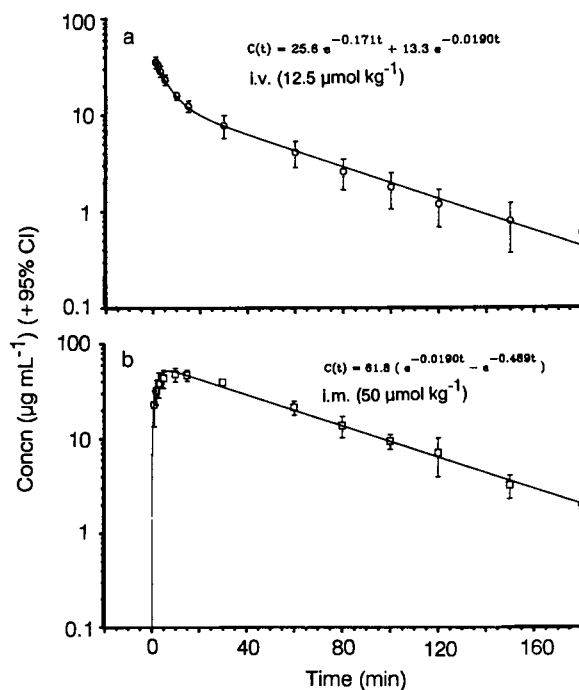 a
C(t) = 25.6 e^-0.171t + 13.3 e^-0.0190t
i.v. (12.5 µmol kg^-1)
100
10
1
0.1
b
C(t) = 61.8 ( e^-0.0190t - e^-0.489t )
i.m. (50 µmol kg^-1)
100
10
1
0.1
0 40 80 120 160
Time (min)
Concn (µg mL^-1) (+95% CI)